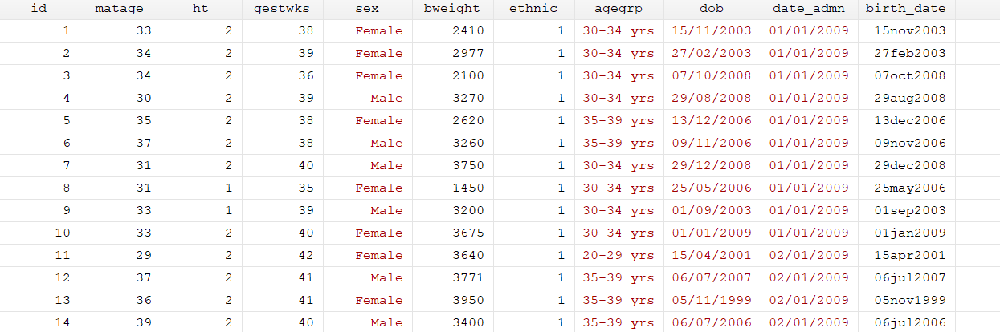 id matage ht gestwks sex bweight ethnic agegrp dob date_admn birth_date
1 33 2 38 Female 2410 1 30-34 yrs 15/11/2003 01/01/2009 15nov2003
2 34 2 39 Female 2977 1 30-34 yrs 27/02/2003 01/01/2009 27feb2003
3 34 2 36 Female 2100 1 30-34 yrs 07/10/2008 01/01/2009 07oct2008
4 30 2 39 Male 3270 1 30-34 yrs 29/08/2008 01/01/2009 29aug2008
5 35 2 38 Female 2620 1 35-39 yrs 13/12/2006 01/01/2009 13dec2006
6 37 2 38 Male 3260 1 35-39 yrs 09/11/2006 01/01/2009 09nov2006
7 31 2 40 Male 3750 1 30-34 yrs 29/12/2008 01/01/2009 29dec2008
8 31 1 35 Female 1450 1 30-34 yrs 25/05/2006 01/01/2009 25may2006
9 33 1 39 Male 3200 1 30-34 yrs 01/09/2003 01/01/2009 01sep2003
10 33 2 40 Female 3675 1 30-34 yrs 01/01/2009 01/01/2009 01jan2009
11 29 2 42 Female 3640 1 20-29 yrs 15/04/2001 02/01/2009 15apr2001
12 37 2 41 Male 3771 1 35-39 yrs 06/07/2007 02/01/2009 06jul2007
13 36 2 41 Female 3950 1 35-39 yrs 05/11/1999 02/01/2009 05nov1999
14 39 2 40 Male 3400 1 35-39 yrs 06/07/2006 02/01/2009 06jul2006